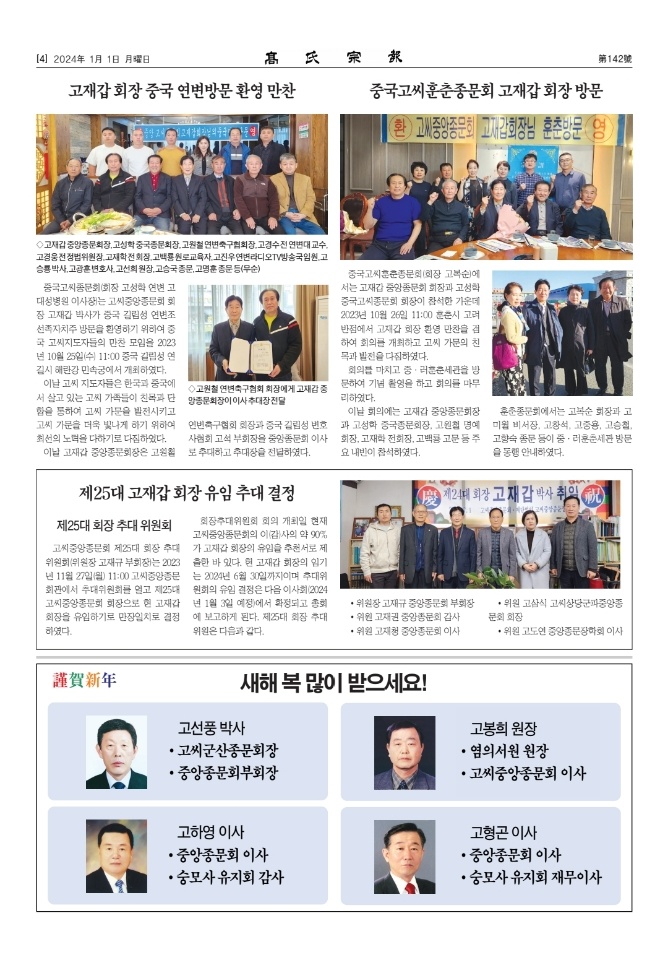 [4] 2024年 1月 1日 月曜日
高氏宗報
第142號
고재갑 회장 중국 연변방문 환영 만찬
◇고재갑 중앙종문회장, 고성학 중국종문회장, 고원철 연변축구협회장, 고경수 전 연변대 교수,
고경웅 전 정법위원장, 고재학 전 회장, 고백룡 원로교육자, 고진우 연변라디오TV방송국 임원, 고
승룡 박사, 고광훈 변호사, 고선희 원장, 고승국 종문, 고명훈 종문 등(무순)
중국고씨종문회(회장 고성학 연변 고
대성병원 이사장)는 고씨중앙종문회 회
장 고재갑 박사가 중국 길림성 연변조
선족자치주 방문을 환영하기 위하여 중
국 고씨지도자들의 만찬 모임을 2023
년 10월 25일(수) 11:00 중국 길림성 연
길시 해란강 민속궁에서 개최하였다.
이날 고씨 지도자들은 한국과 중국에
서 살고 있는 고씨 가족들이 친목과 단
합을 통하여 고씨 가문을 발전시키고
고씨 가문을 더욱 빛나게 하기 위하여
최선의 노력을 다하기로 다짐하였다.
이날 고재갑 중앙종문회장은 고원철
◇고원철 연변축구협회 회장에게 고재갑 중
앙종문회장이 이사 추대장 전달
연변축구협회 회장과 중국 길림성 변호
사협회 고석 부회장을 중앙종문회 이사
로 추대하고 추대장을 전달하였다.
중국고씨훈춘종문회 고재갑 회장 방문
환 고씨중앙종문회 고재갑회장님 훈춘방문 영
중국고씨훈춘종문회(회장 고복순)에
서는 고재갑 중앙종문회 회장과 고성학
중국종문회 회장이 참석한 가운데
2023년 10월 26일 11:00 훈춘시 고려
반점에서 고재갑 회장 환영 만찬을 겸
하여 회의를 개최하고 고씨 가문의 친
목과 발전을 다짐하였다.
회의를 마치고 중·러훈춘세관을 방
문하여 기념 촬영을 하고 회의를 마무
리하였다.
이날 회의에는 고재갑 중앙종문회장
과 고성학 중국종문회장, 고원철 명예
회장, 고재학 전회장, 고백룡 고문 등 주
요 내빈이 참석하였다.
훈춘종문회에서는 고복순 회장과 고
미월 비서장, 고창석, 고종용, 고승철,
고향숙 종문 등이 중·러훈춘세관 방문
을 동행 안내하였다.
제25대 고재갑 회장 유임 추대 결정
제25대 회장 추대 위원회
고씨중앙종문회 제25대 회장 추대
위원회(위원장 고재규 부회장)는 2023
년 11월 27일(월) 11:00 고씨중앙종문
회관에서 추대위원회를 열고 제25대
고씨중앙종문회 회장으로 현 고재갑
회장을 유임하기로 만장일치로 결정
하였다.
회장추대위원회 회의 개최일 현재
고씨중앙종문회의 이(감)사의 약 90%
가 고재갑 회장의 유임을 추천서로 제
출한 바 있다. 현 고재갑 회장의 임기
는 2024년 6월 30일까지이며 추대위
원회의 유임 결정은 다음 이사회(2024
년 1월 3일 예정)에서 확정되고 총회
에 보고하게 된다. 제25대 회장 추대
위원은 다음과 같다.
慶 제24대 회장 고재갑 박사 취임 祝
• 위원장 고재규 중앙종문회 부회장
• 위원 고재권 중앙종문회 감사
• 위원 고재청 중앙종문회 이사
• 위원 고삼식 고씨상당군파중앙종
문회 회장
• 위원 고도연 중앙종문장학회 이사
謹賀新年
새해 복 많이 받으세요!
고선풍 박사
• 고씨군산종문회장
• 중앙종문회부회장
고봉희 원장
• 염의서원 원장
• 고씨중앙종문회 이사
고하영 이사
• 중앙종문회 이사
• 숭모사 유지회 감사
고형곤 이사
• 중앙종문회 이사
• 숭모사 유지회 재무이사